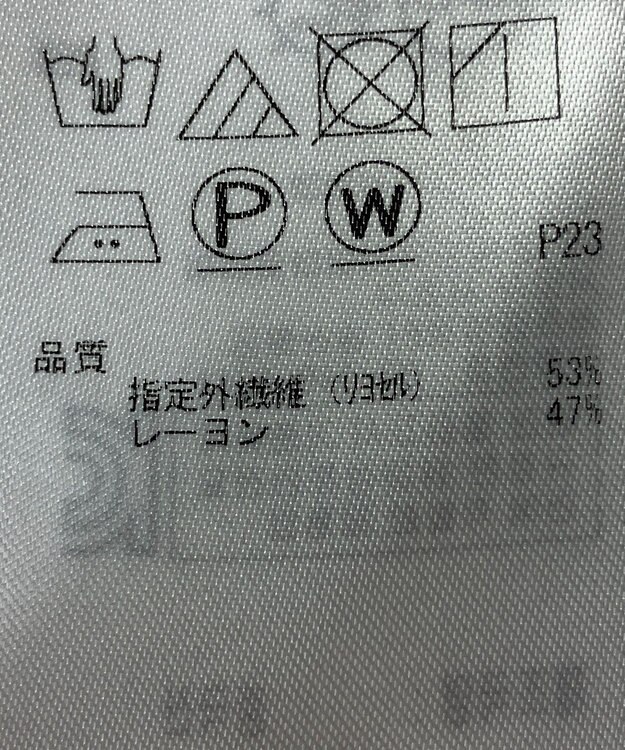 P W
P23
品質
指定外繊維（リヨセル） 53%
レーヨン 47%